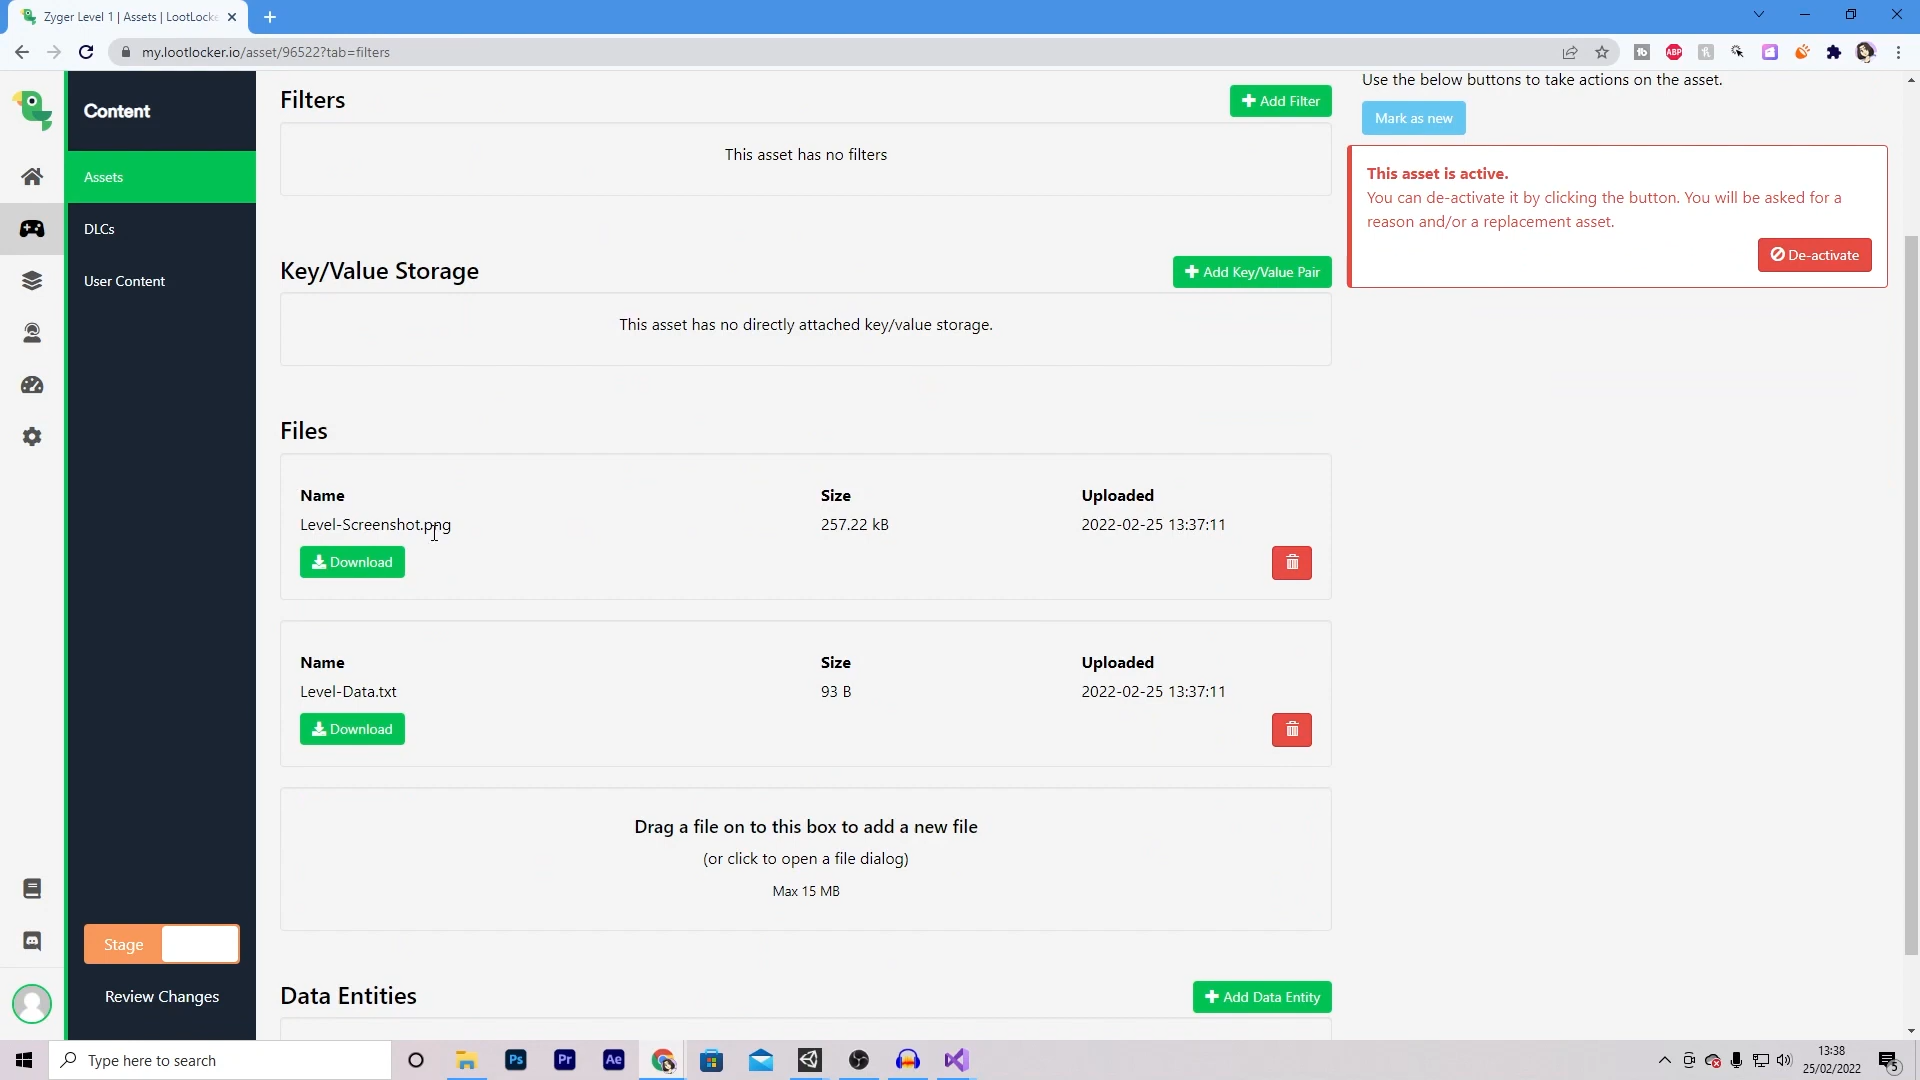 Zyger Level 1 | Assets | LootLocke
my.lootlocker.io/asset/96522?tab=filters
Content
Assets
DLCs
User Content
Stage
Review Changes
Filters
Add Filter
This asset has no filters
Key/Value Storage
Add Key/Value Pair
This asset has no directly attached key/value storage.
Files
Name Size Uploaded
Level-Screenshot.png 257.22 kB 2022-02-25 13:37:11
Download
Name Size Uploaded
Level-Data.txt 93 B 2022-02-25 13:37:11
Download
Drag a file on to this box to add a new file
(or click to open a file dialog)
Max 15 MB
Data Entities
Add Data Entity
Use the below buttons to take actions on the asset.
Mark as new
This asset is active.
You can de-activate it by clicking the button. You will be asked for a
reason and/or a replacement asset.
De-activate
Type here to search
Ps
Pr
Ae
13:38
25/02/2022
5
ABP